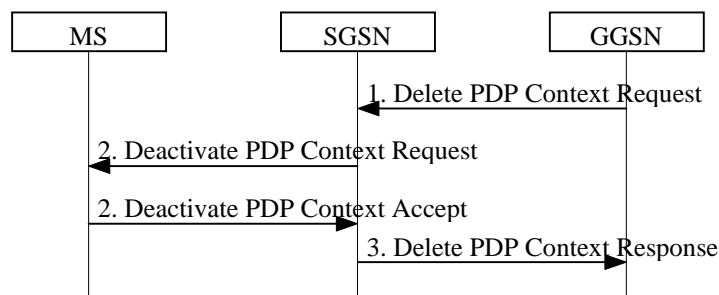 MS
SGSN
GGSN
1. Delete PDP Context Request
2. Deactivate PDP Context Request
2. Deactivate PDP Context Accept
3. Delete PDP Context Response